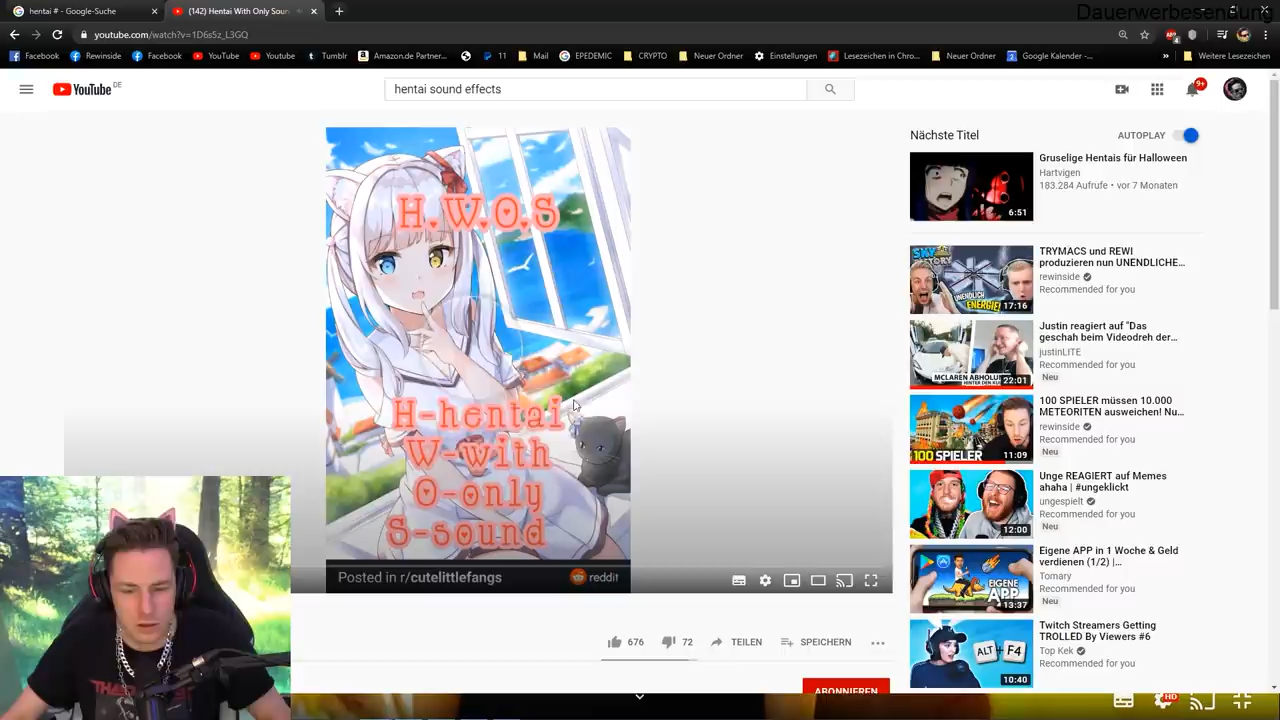 Dauerwerbesendung
hentai # - Google-Suche
(142) Hentai With Only Soun
youtube.com/watch?v=1D6s5z_L3GQ
Facebook
Rewinside
Facebook
YouTube
Youtube
Tumblr
Amazon.de Partner...
11
Mail
EPEDEMIC
CRYPTO
Neuer Ordner
Einstellungen
Lesezeichen in Chro...
Neuer Ordner
Google Kalender -...
»
Weitere Lesezeichen
YouTube DE
hentai sound effects
9+
H.W.O.S
H-hentai
W-with
O-only
S-sound
Posted in r/cutelittlefangs
reddit
676
72
TEILEN
SPEICHERN
ABONNIEREN
Nächste Titel
AUTOPLAY
Gruselige Hentais für Halloween
Hartvigen
183.284 Aufrufe • vor 7 Monaten
6:51
TRYMACS und REWI
produzieren nun UNENDLICHE...
rewinside
Recommended for you
UNENDLICH
ENERGIE!
17:16
Justin reagiert auf "Das
geschah beim Videodreh der...
justinLITE
Recommended for you
Neu
MCLAREN ABHOLU
22:01
100 SPIELER müssen 10.000
METEORITEN ausweichen! Nu...
rewinside
Recommended for you
Neu
100 SPIELER
11:09
Unge REAGIERT auf Memes
ahaha | #ungeklickt
ungespielt
Recommended for you
Neu
12:00
Eigene APP in 1 Woche & Geld
verdienen (1/2) |...
Tomary
Recommended for you
Neu
EIGENE
APP
13:37
Twitch Streamers Getting
TROLLED By Viewers #6
Top Kek
Recommended for you
ALT + F4
10:40
HD